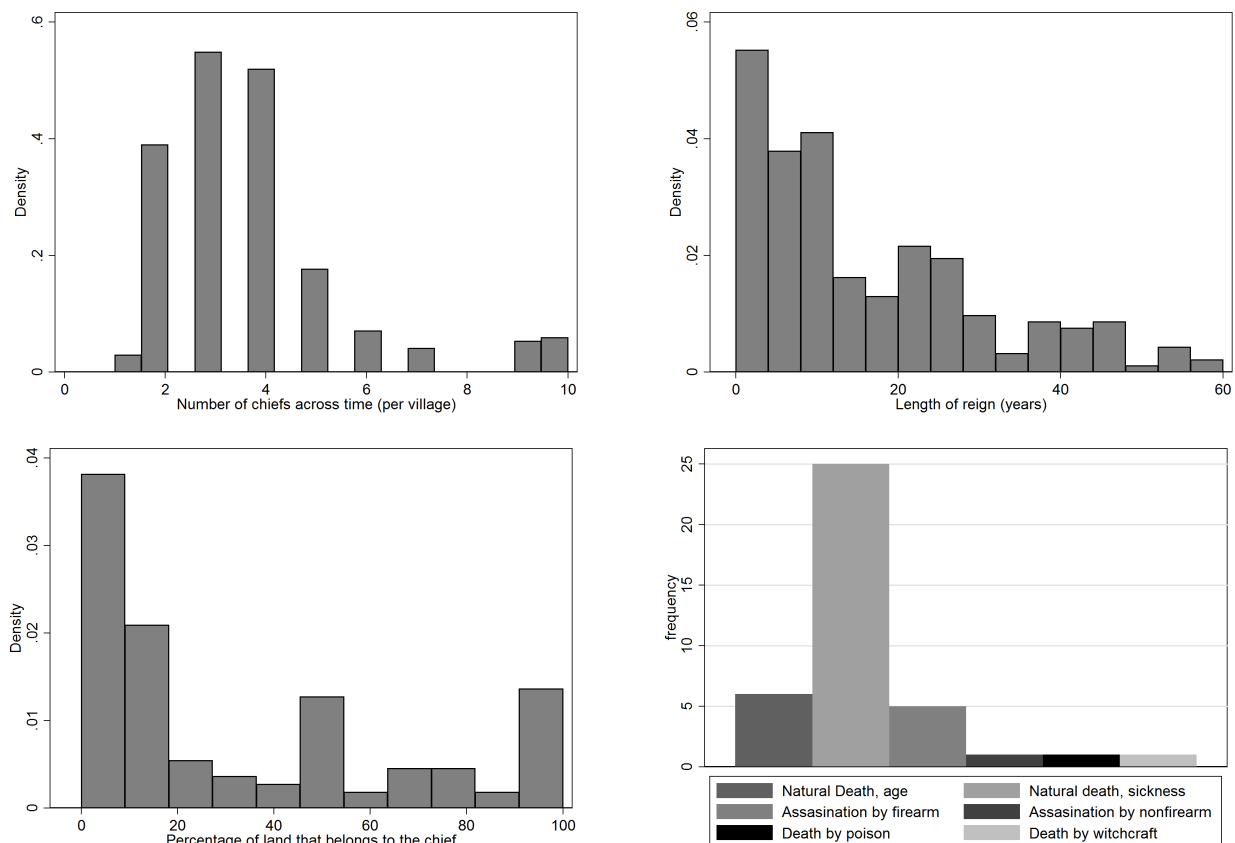 .6
.4
.2
0
Density
0 2 4 6 8 10
Number of chiefs across time (per village)
.06
.04
.02
0
Density
0 20 40 60
Length of reign (years)
.04
.03
.02
.01
0
Density
0 20 40 60 80 100
Percentage of land that belongs to the chief
25
20
15
10
5
0
frequency
Natural Death, age Natural death, sickness
Assasination by firearm Assasination by nonfirearm
Death by poison Death by witchcraft